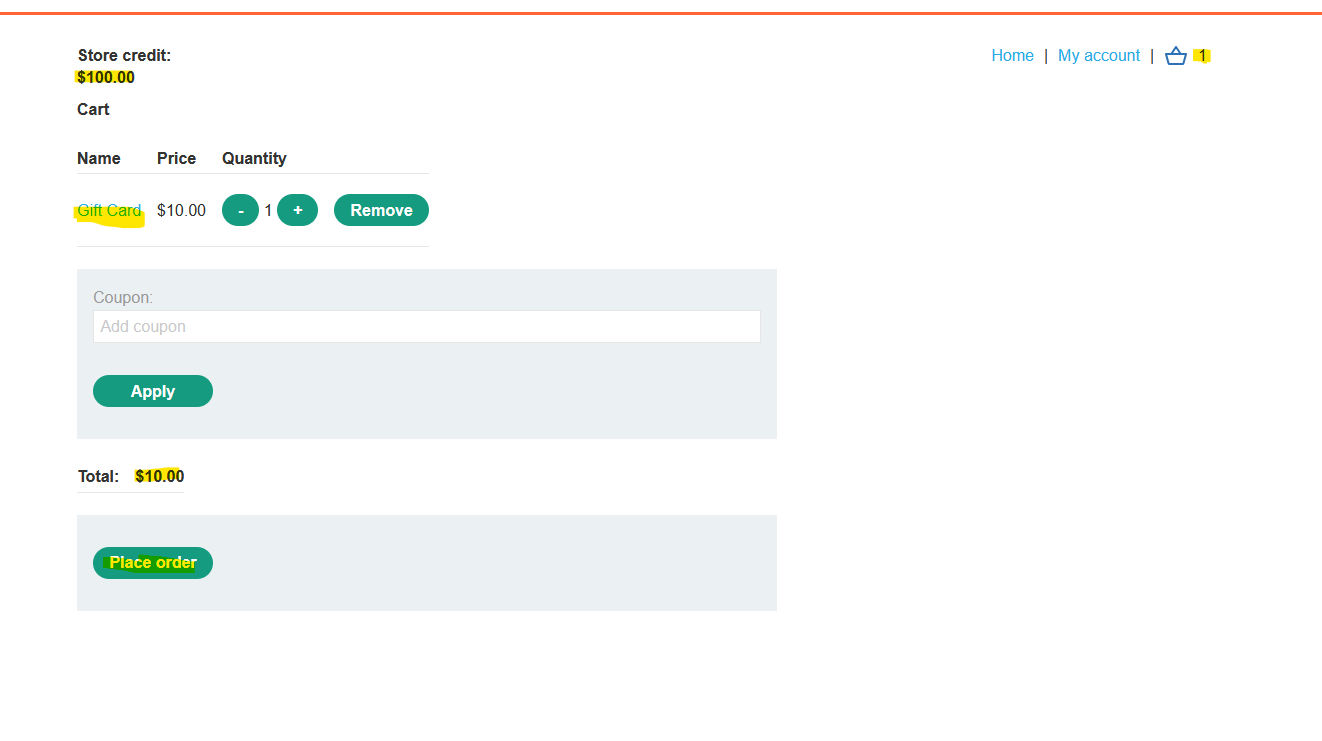 Store credit:
$100.00
Home | My account | 1
Cart
Name Price Quantity
Gift Card $10.00 - 1 + Remove
Coupon:
Add coupon
Apply
Total: $10.00
Place order